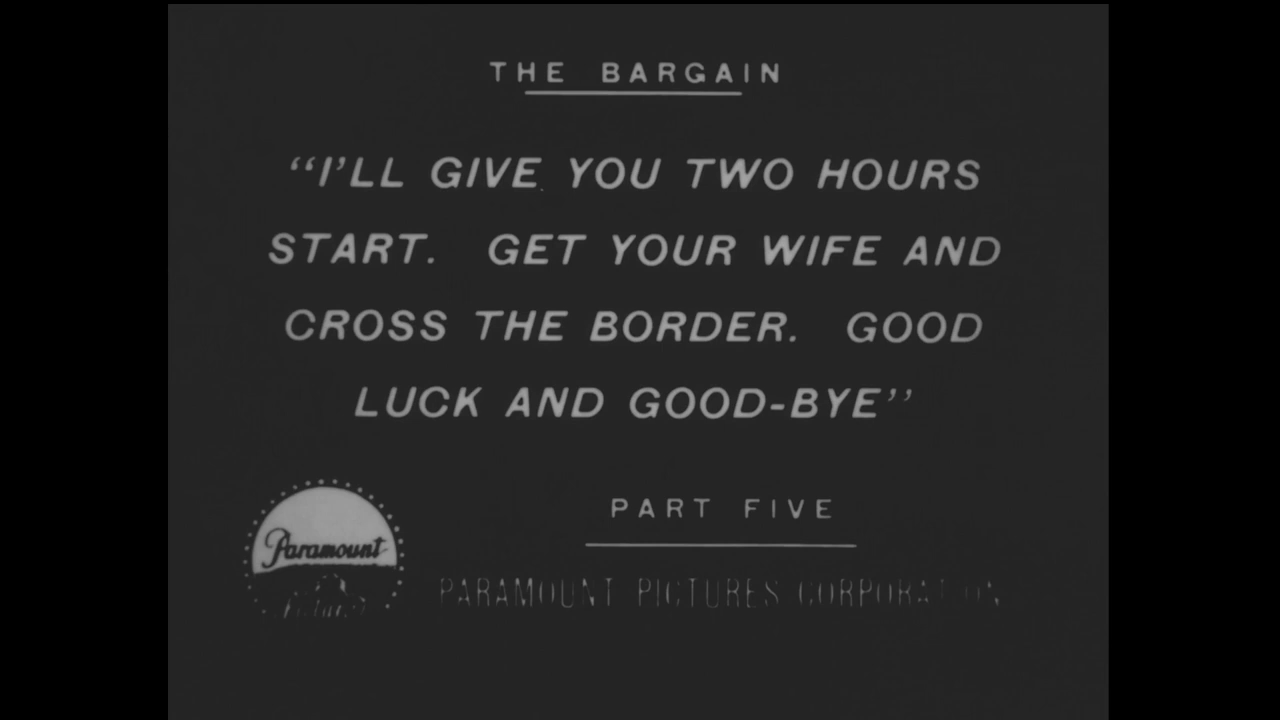 THE BARGAIN
“I’LL GIVE YOU TWO HOURS
START. GET YOUR WIFE AND
CROSS THE BORDER. GOOD
LUCK AND GOOD-BYE”
PART FIVE
Paramount
Pictures
PARAMOUNT PICTURES CORPORATION